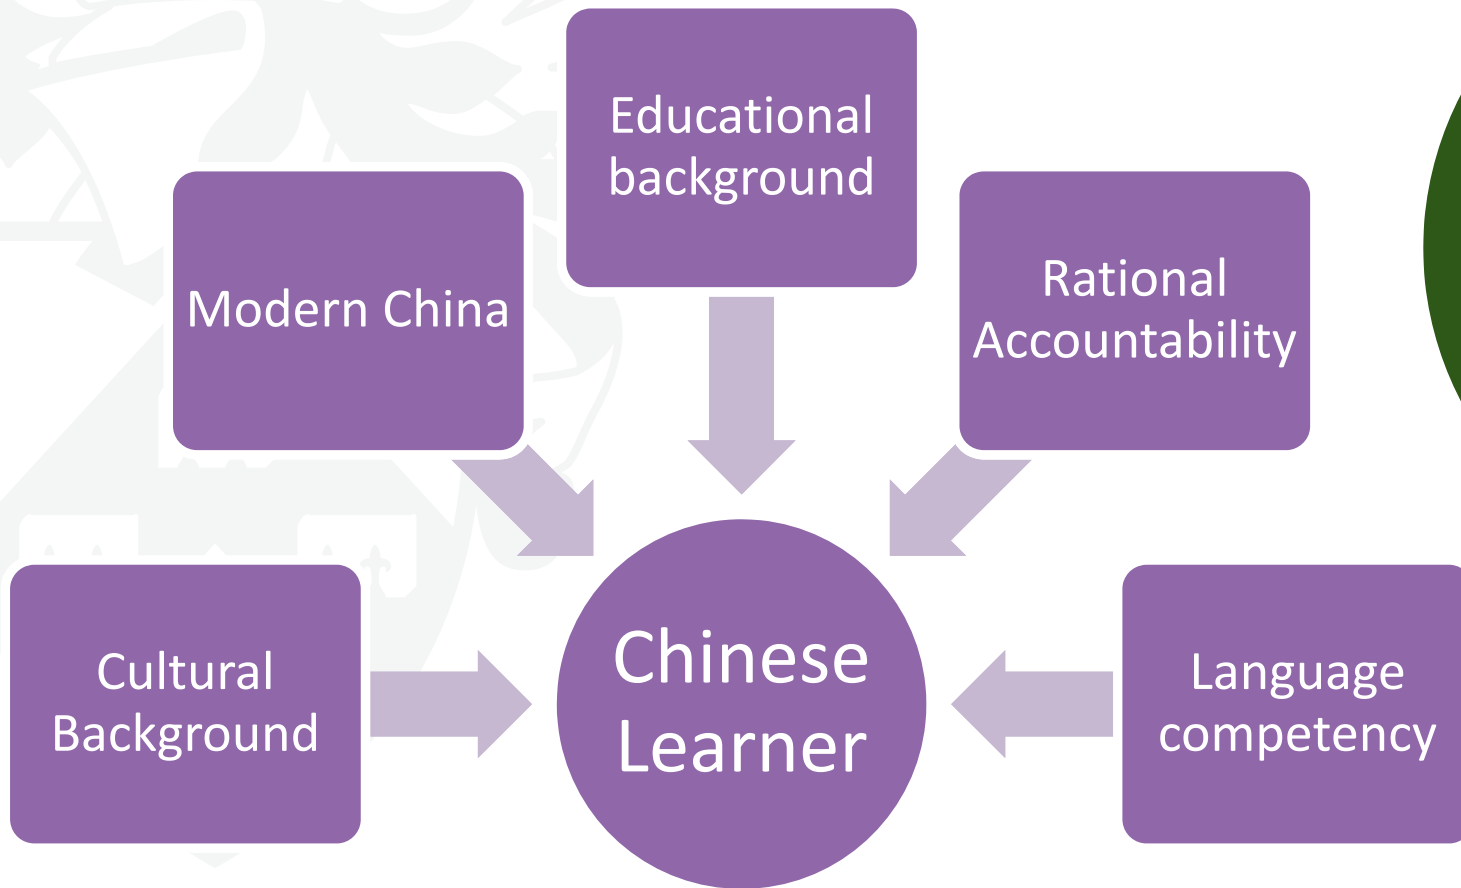 Educational
background
Modern China
Rational
Accountability
Cultural
Background
Chinese
Learner
Language
competency